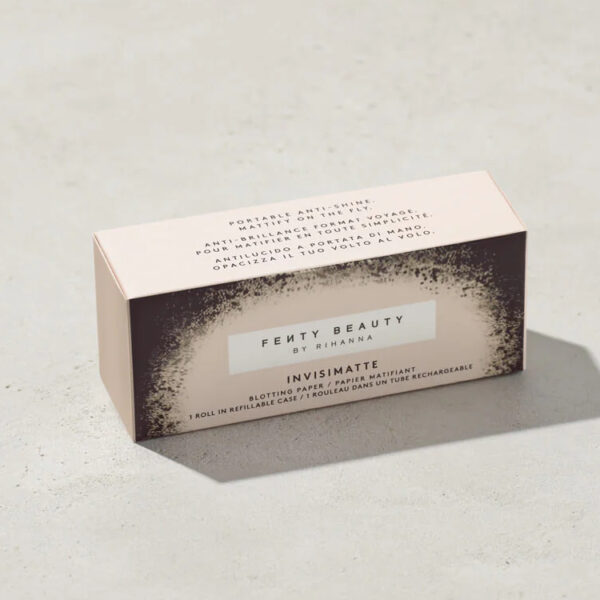 PORTABLE ANTI-SHINE.
MATTIFY ON THE FLY.
ANTI-BRILLANCE FORMAT VOYAGE.
POUR MATIFIER EN TOUTE SIMPLICITÉ.
ANTILUCIDO A PORTATA DI MANO.
OPACIZZA IL TUO VOLTO AL VOLO.
FEИTY BEAUTY
BY RIHANNA
INVISIMATTE
BLOTTING PAPER / PAPIER MATIFIANT
1 ROLL IN REFILLABLE CASE / 1 ROULEAU DANS UN TUBE RECHARGEABLE